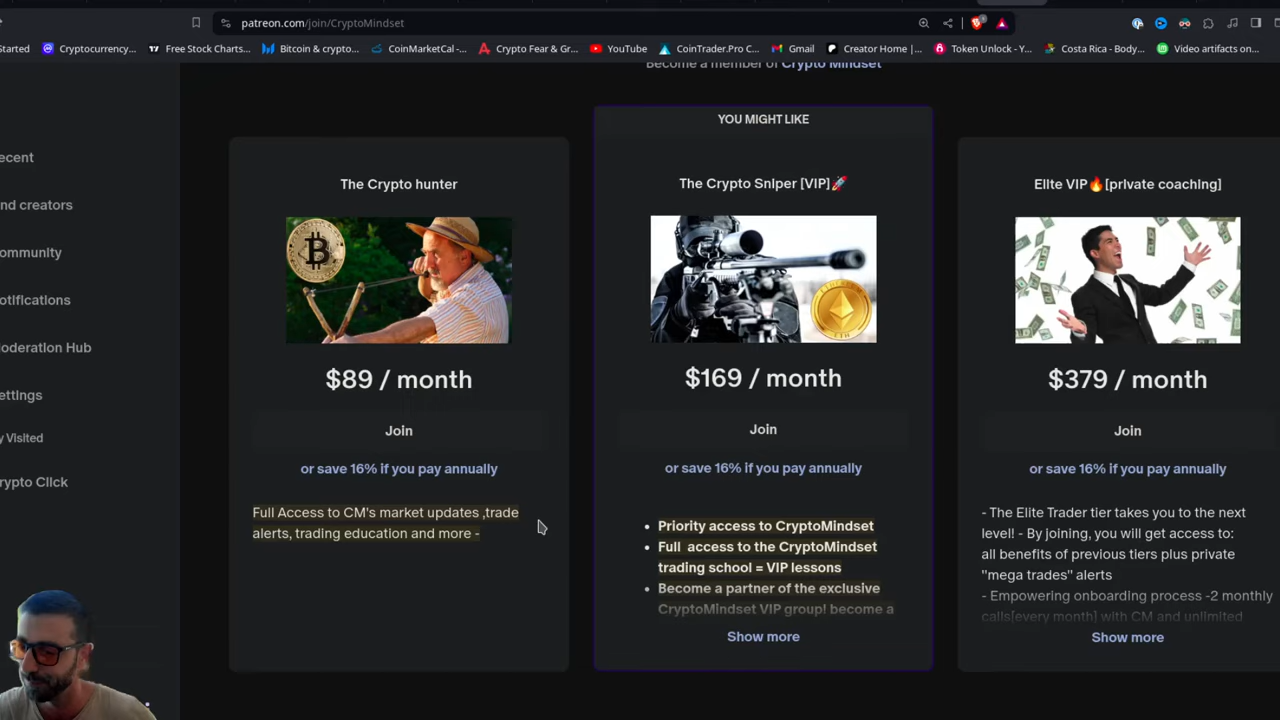 patreon.com/join/CryptoMindset
Started
Cryptocurrency...
Free Stock Charts...
Bitcoin & crypto...
CoinMarketCal -...
Crypto Fear & Gr...
YouTube
CoinTrader.Pro C...
Gmail
Creator Home |...
Token Unlock - Y...
Costa Rica - Body...
Video artifacts on...
Become a member of Crypto Mindset
ecent
nd creators
ommunity
otifications
oderation Hub
ettings
y Visited
rypto Click
The Crypto hunter
$89 / month
Join
or save 16% if you pay annually
Full Access to CM's market updates ,trade
alerts, trading education and more -
YOU MIGHT LIKE
The Crypto Sniper [VIP]🚀
$169 / month
Join
or save 16% if you pay annually
• Priority access to CryptoMindset
• Full access to the CryptoMindset
trading school = VIP lessons
• Become a partner of the exclusive
CryptoMindset VIP group! become a
Show more
Elite VIP🔥[private coaching]
$379 / month
Join
or save 16% if you pay annually
- The Elite Trader tier takes you to the next
level! - By joining, you will get access to:
all benefits of previous tiers plus private
"mega trades" alerts
- Empowering onboarding process -2 monthly
calls[every month] with CM and unlimited
Show more